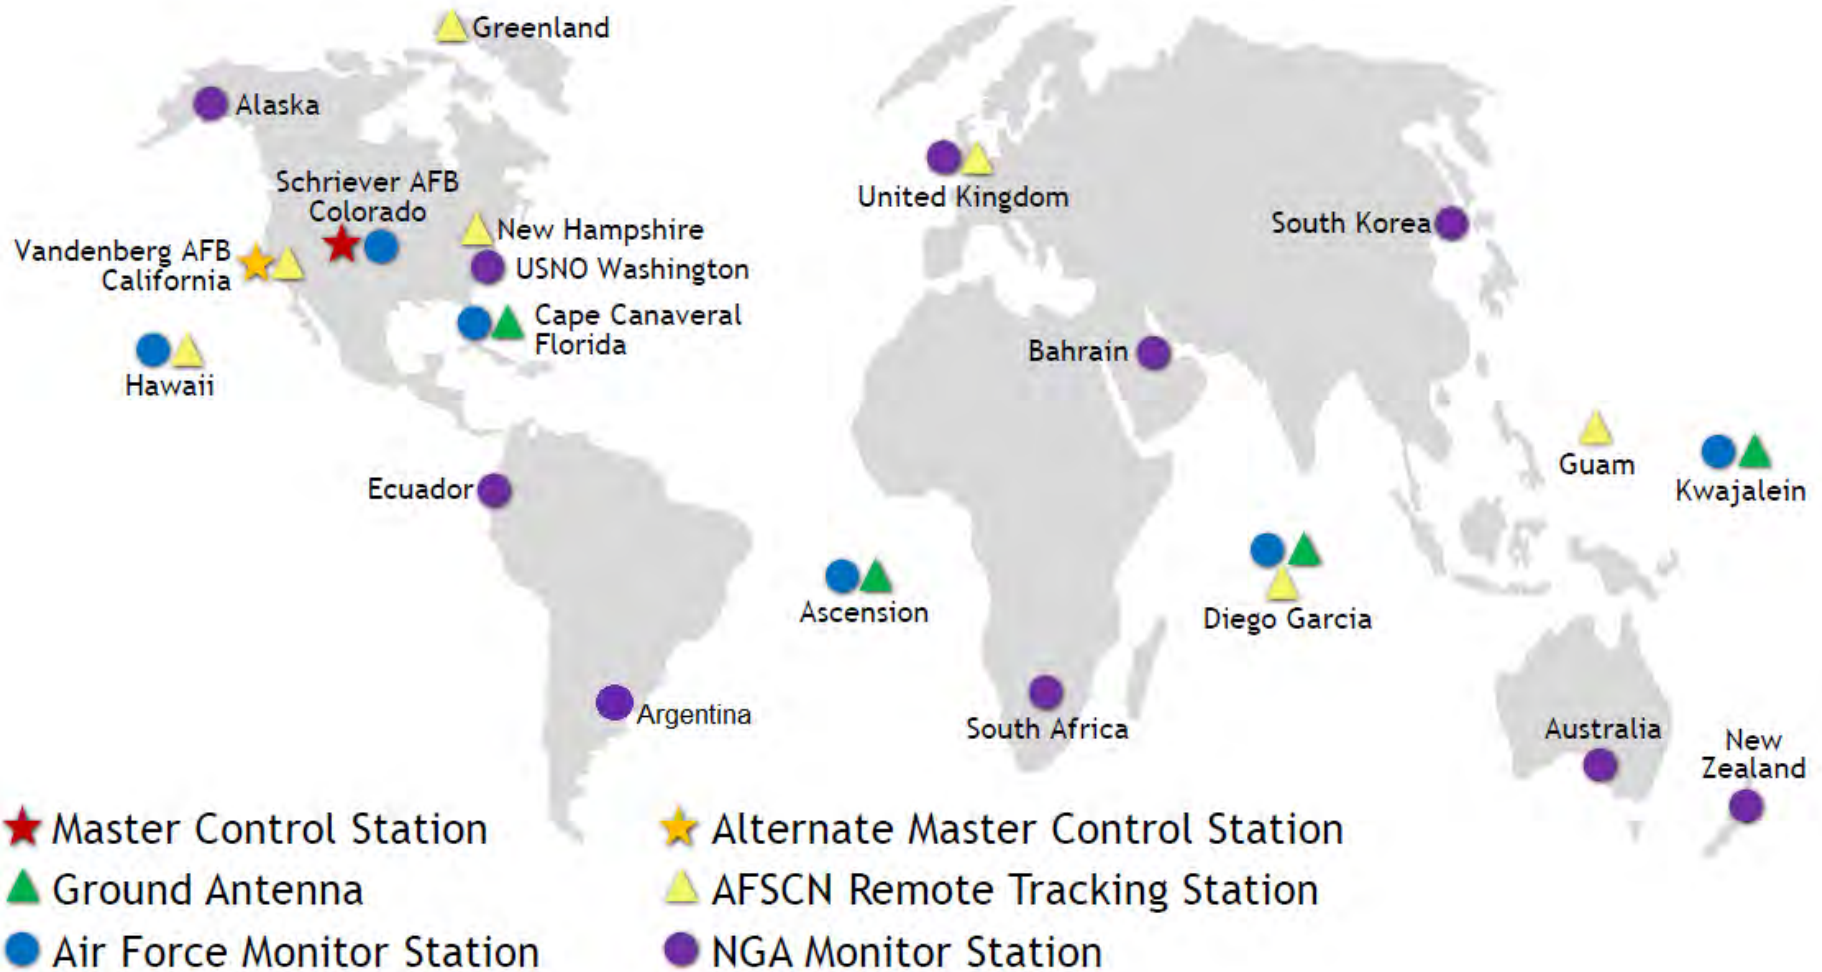 Greenland
Alaska
Schriever AFB
Colorado
Vandenberg AFB
California
New Hampshire
USNO Washington
Cape Canaveral
Florida
Hawaii
United Kingdom
South Korea
Bahrain
Guam
Kwajalein
Ecuador
Ascension
Diego Garcia
Argentina
South Africa
Australia
New
Zealand
Master Control Station
Alternate Master Control Station
Ground Antenna
AFSCN Remote Tracking Station
Air Force Monitor Station
NGA Monitor Station